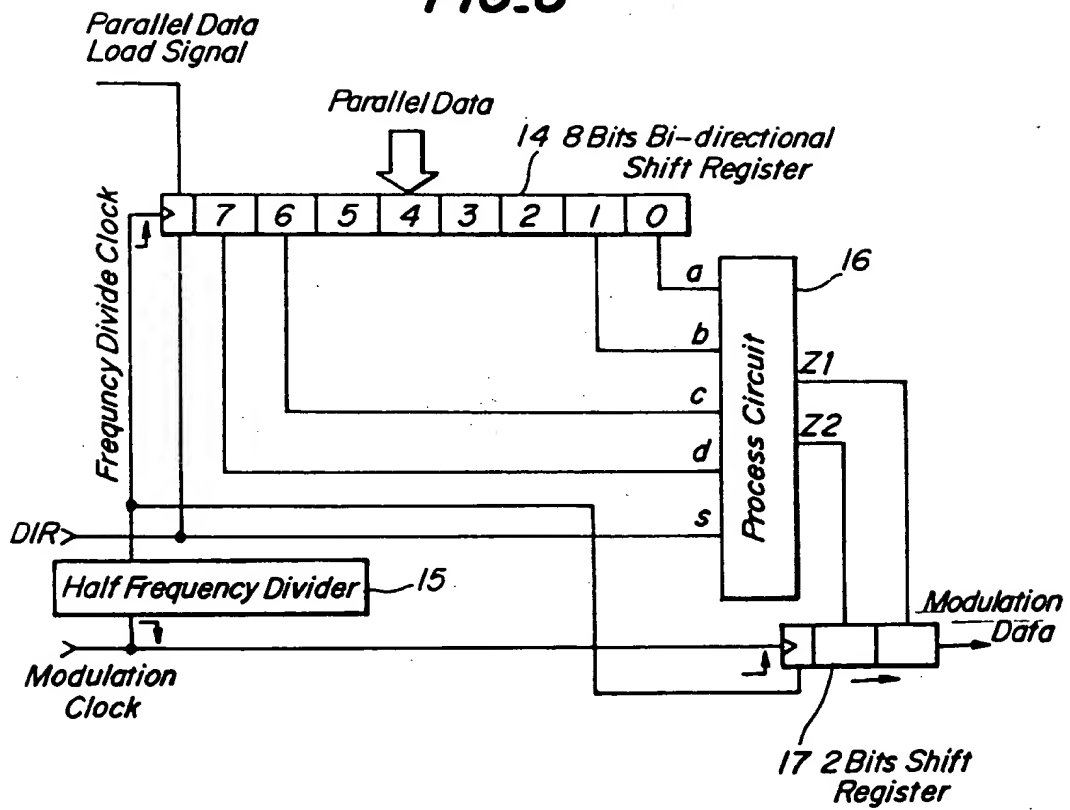 Parallel Data
Load Signal
Parallel Data
14 8 Bits Bi-directional
Shift Register
7 6 5 4 3 2 1 0
Frequncy Divide Clock
a
16
b
Process Circuit
Z1
c
Z2
d
DIR
s
Half Frequency Divider
15
Modulation
Data
Modulation
Clock
17 2 Bits Shift
Register